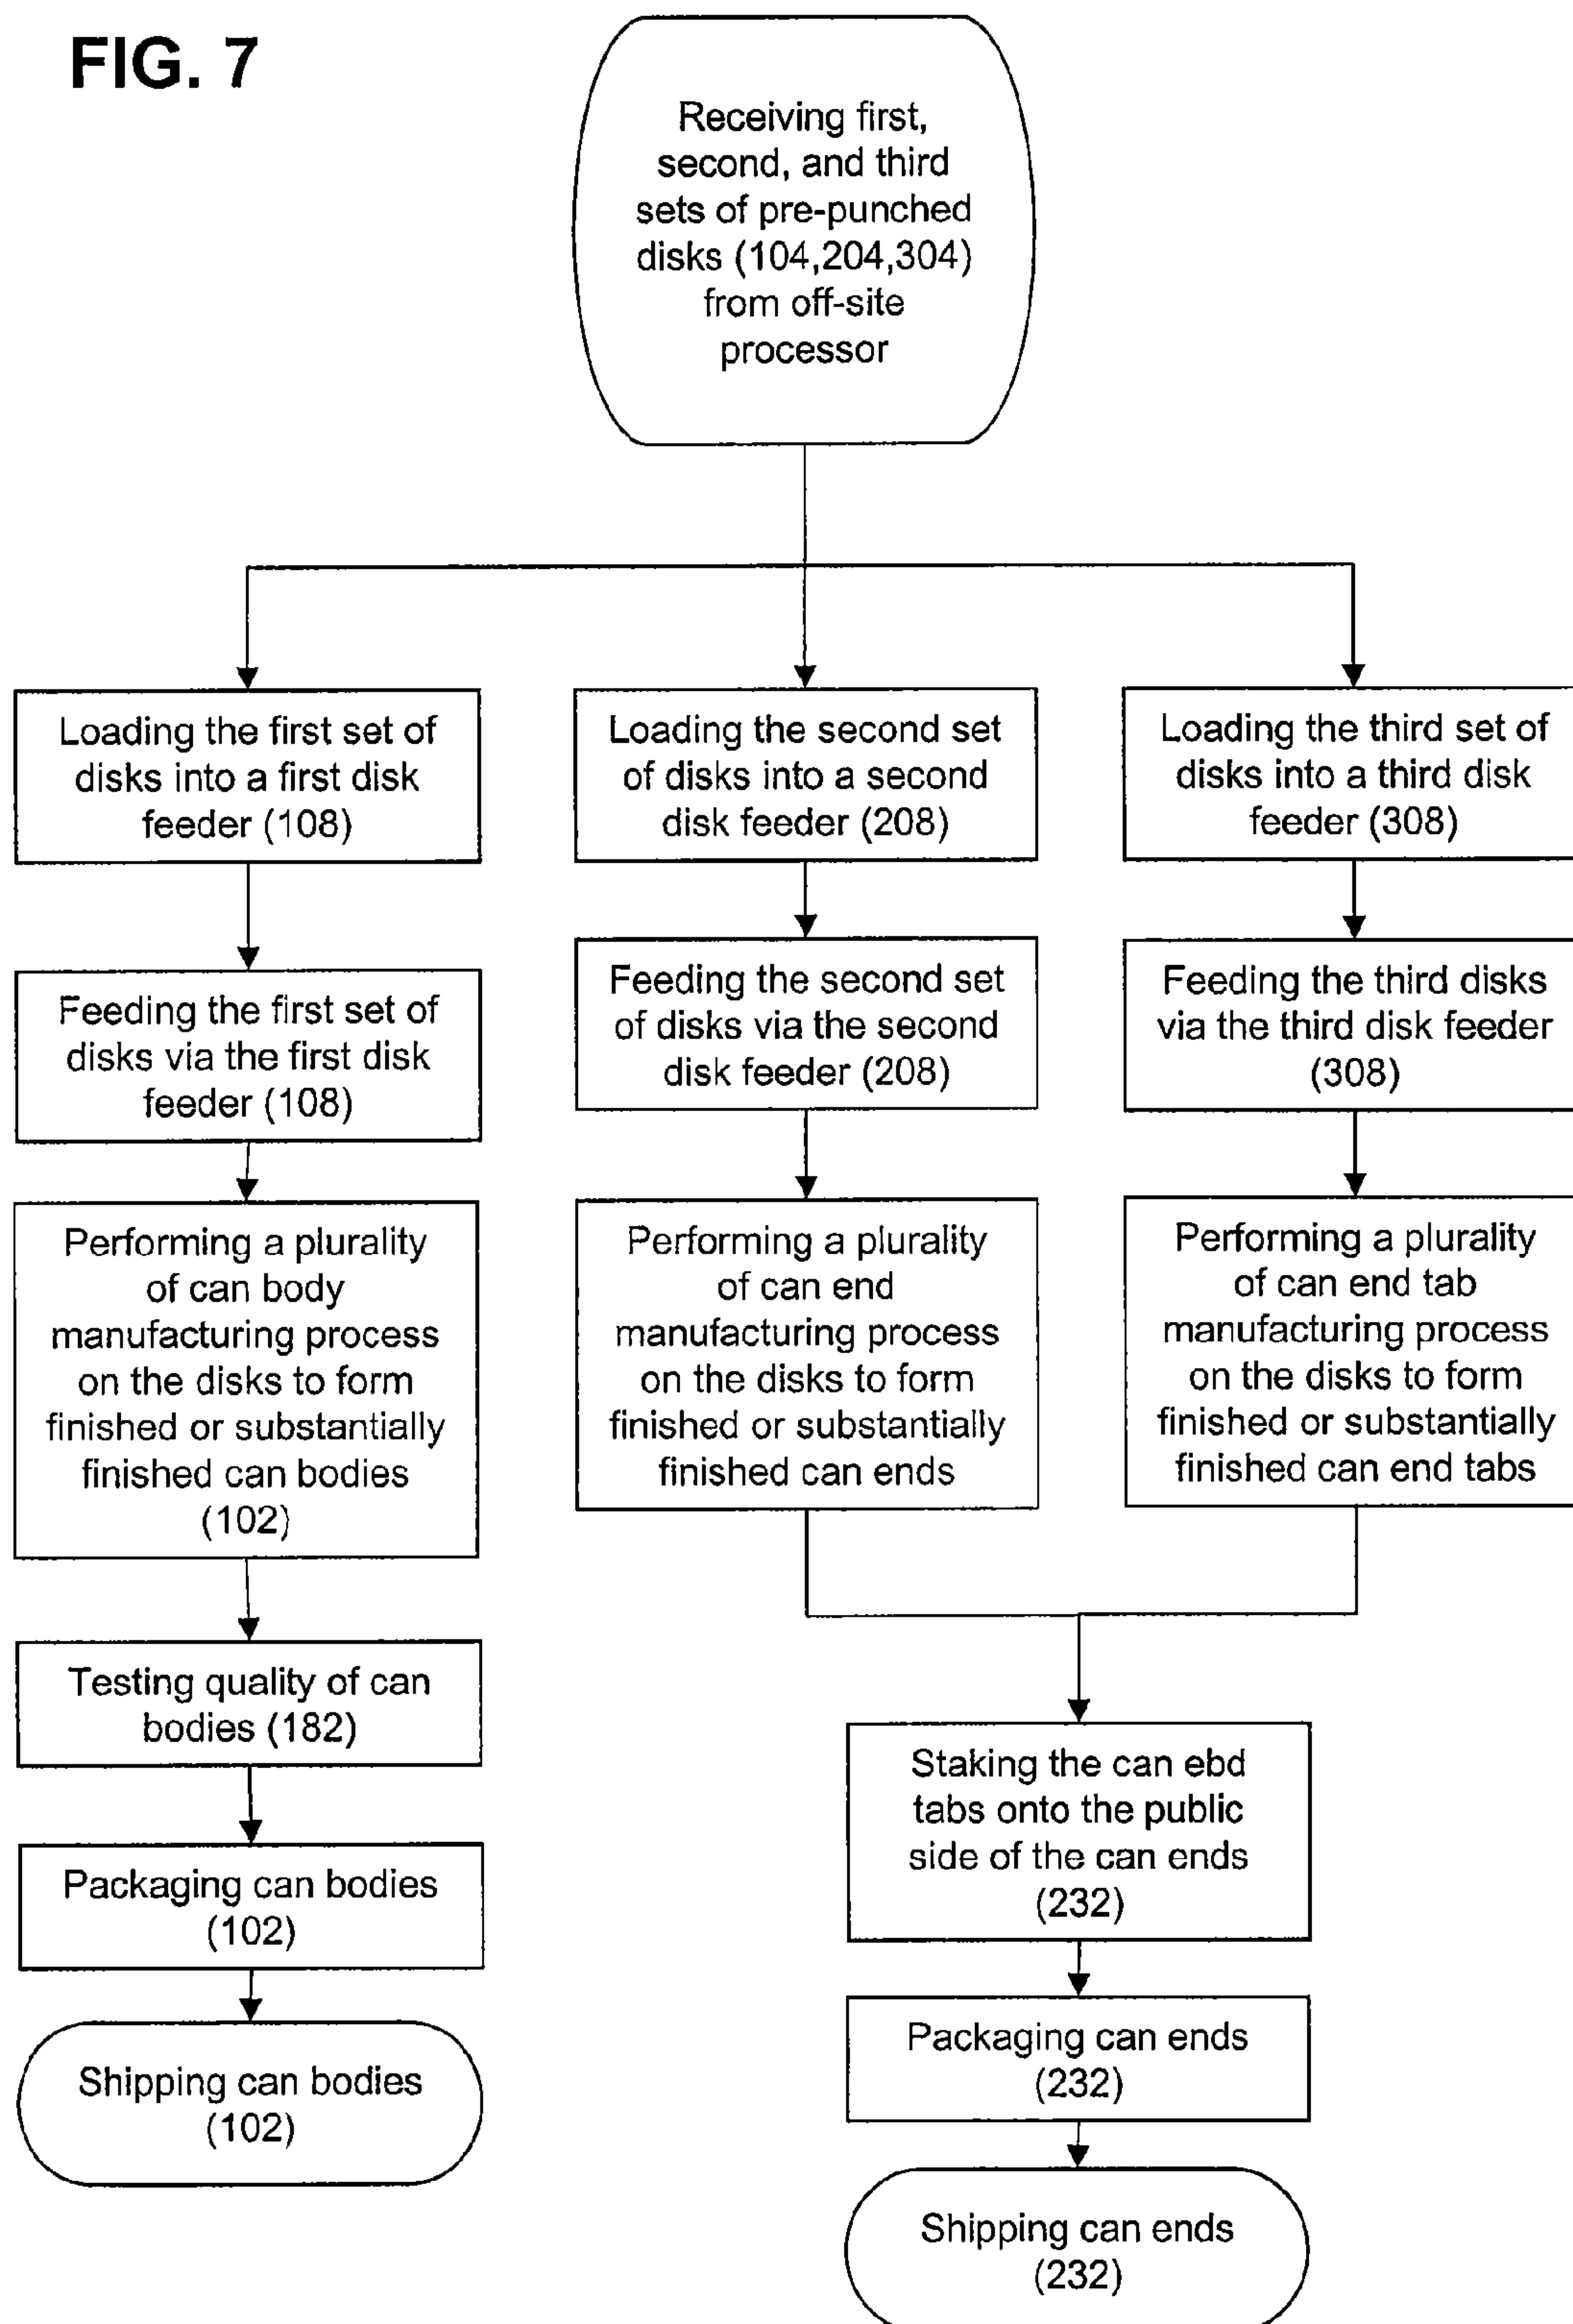 FIG. 7
Receiving first,
second, and third
sets of pre-punched
disks (104,204,304)
from off-site
processor
Loading the first set of
disks into a first disk
feeder (108)
Feeding the first set of
disks via the first disk
feeder (108)
Performing a plurality
of can body
manufacturing process
on the disks to form
finished or substantially
finished can bodies
(102)
Testing quality of can
bodies (182)
Packaging can bodies
(102)
Shipping can bodies
(102)
Loading the second set
of disks into a second
disk feeder (208)
Feeding the second set
of disks via the second
disk feeder (208)
Performing a plurality
of can end
manufacturing process
on the disks to form
finished or substantially
finished can ends
Loading the third set of
disks into a third disk
feeder (308)
Feeding the third disks
via the third disk feeder
(308)
Performing a plurality
of can end tab
manufacturing process
on the disks to form
finished or substantially
finished can end tabs
Staking the can ebd
tabs onto the public
side of the can ends
(232)
Packaging can ends
(232)
Shipping can ends
(232)